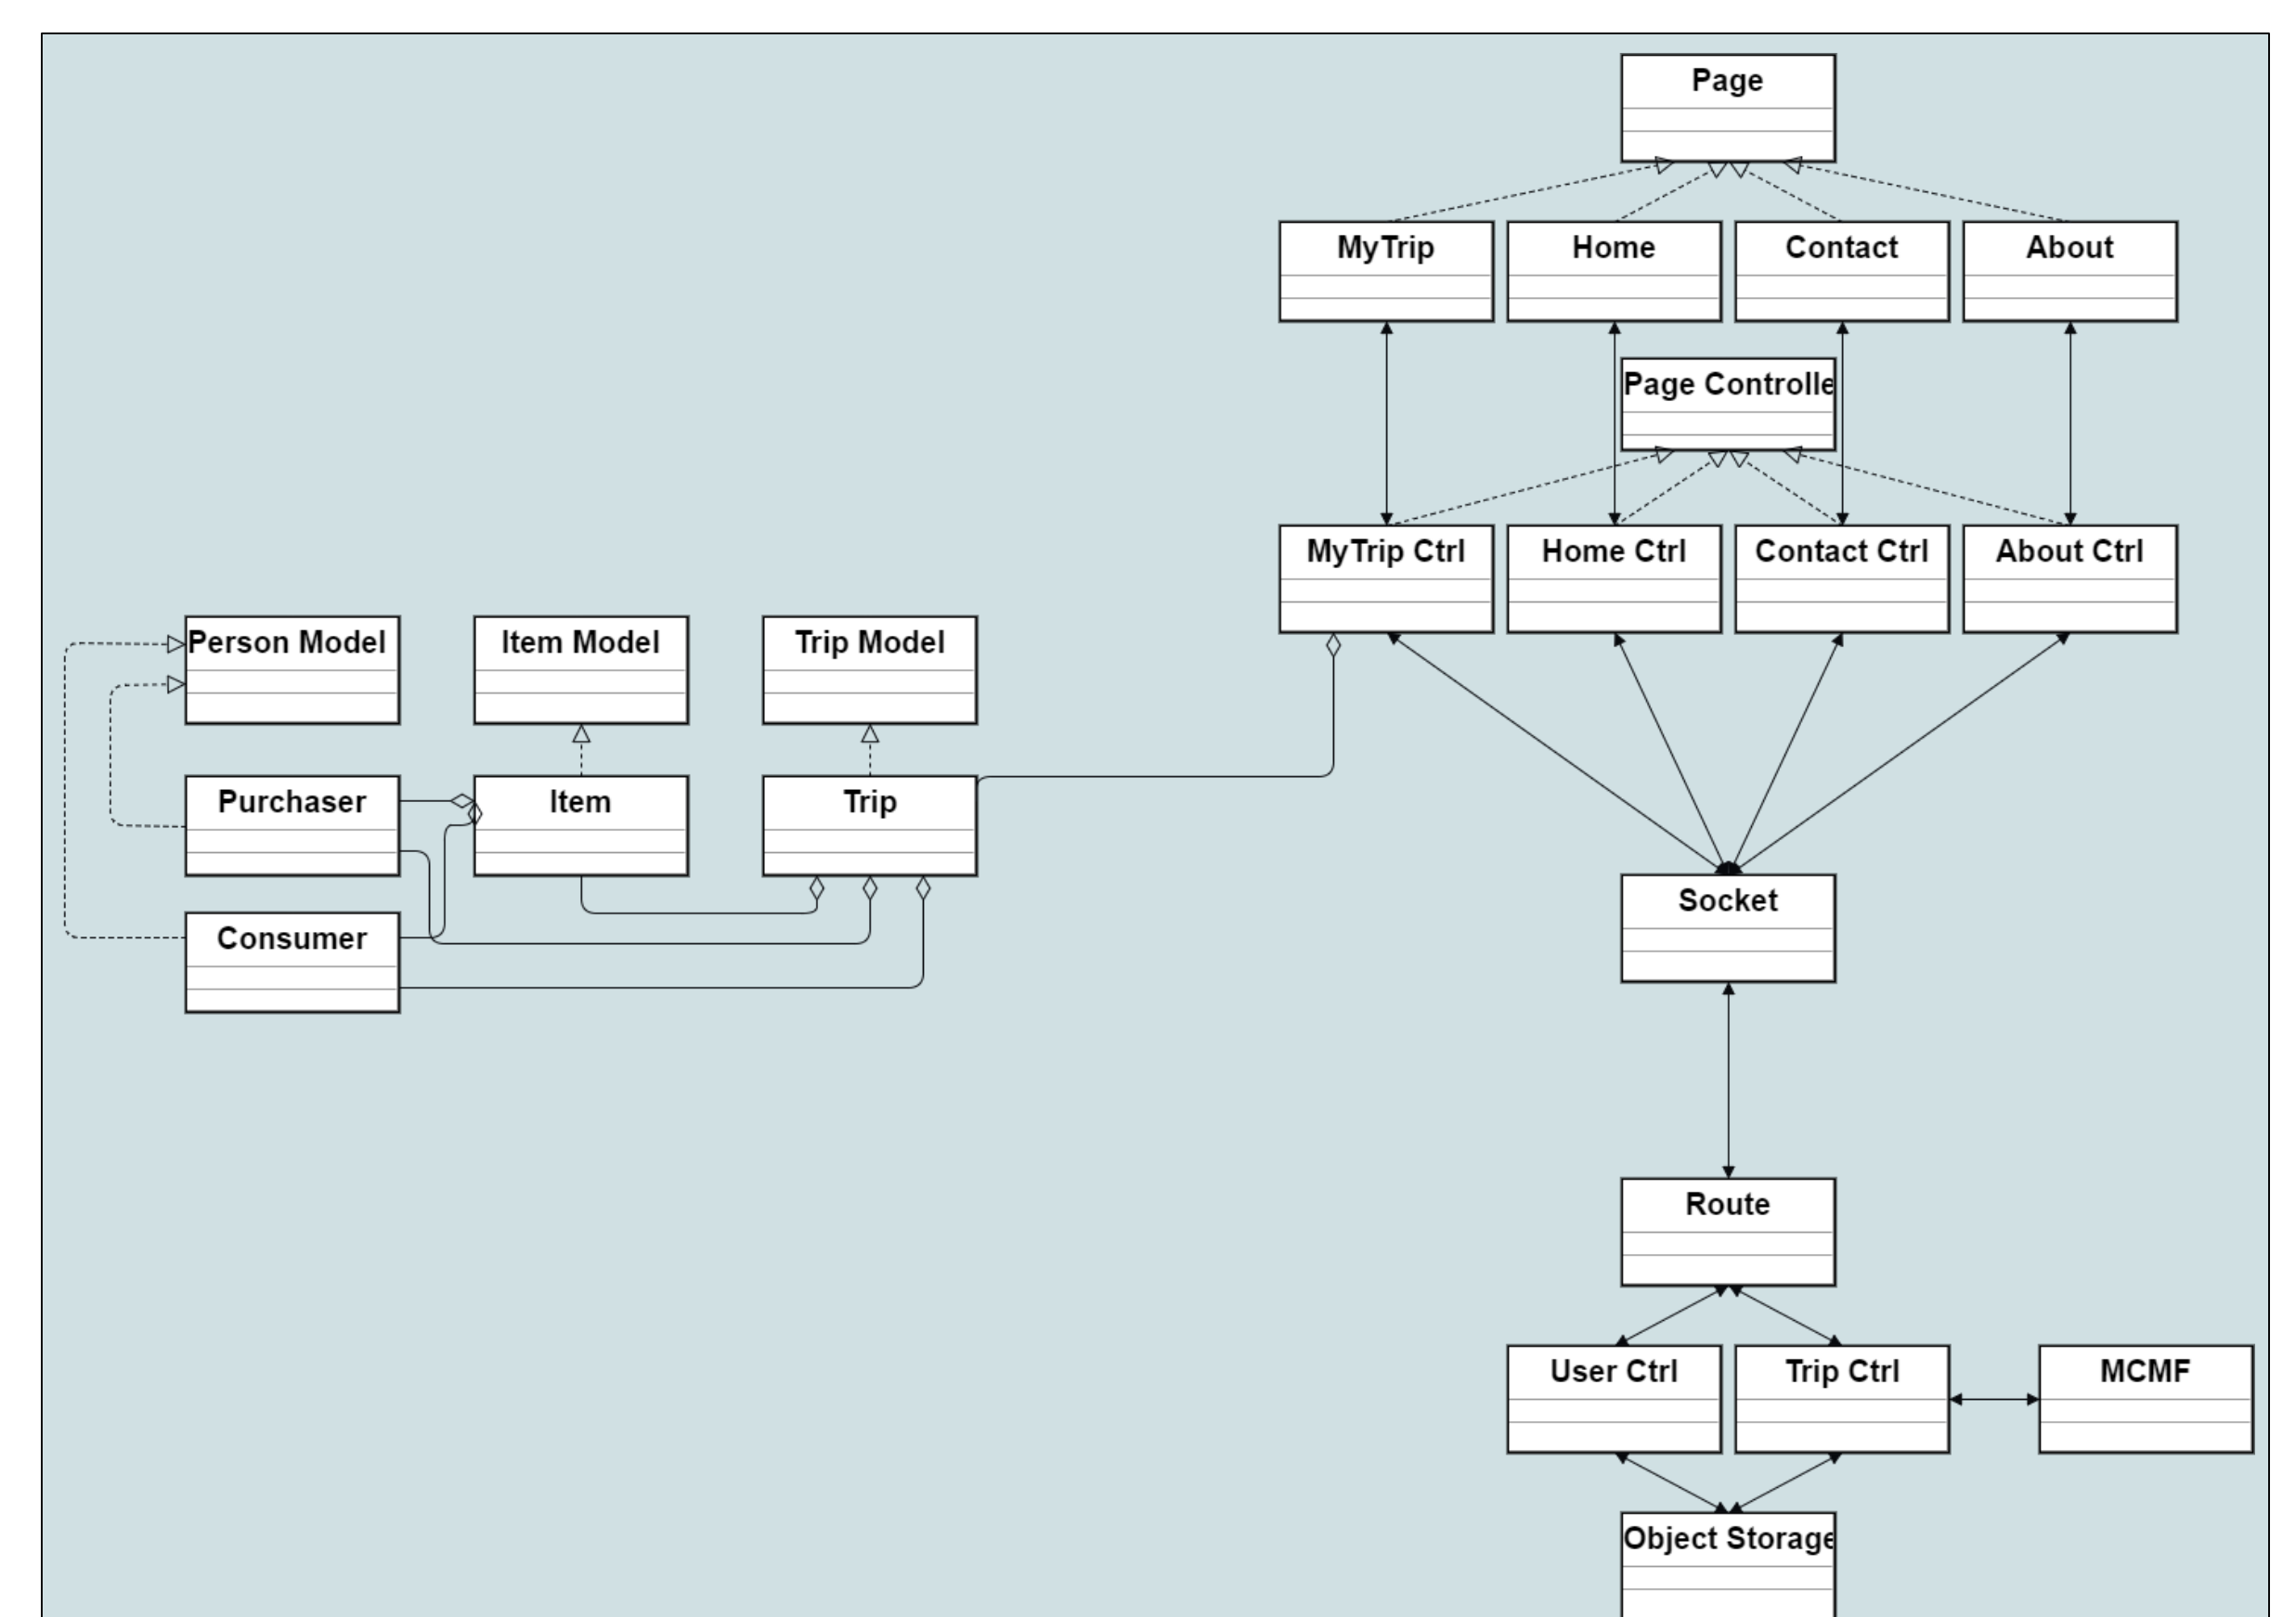 Page
MyTrip
Home
Contact
About
Page Controlle
MyTrip Ctrl
Home Ctrl
Contact Ctrl
About Ctrl
Person Model
Item Model
Trip Model
Purchaser
Item
Trip
Socket
Consumer
Route
User Ctrl
Trip Ctrl
MCMF
Object Storage